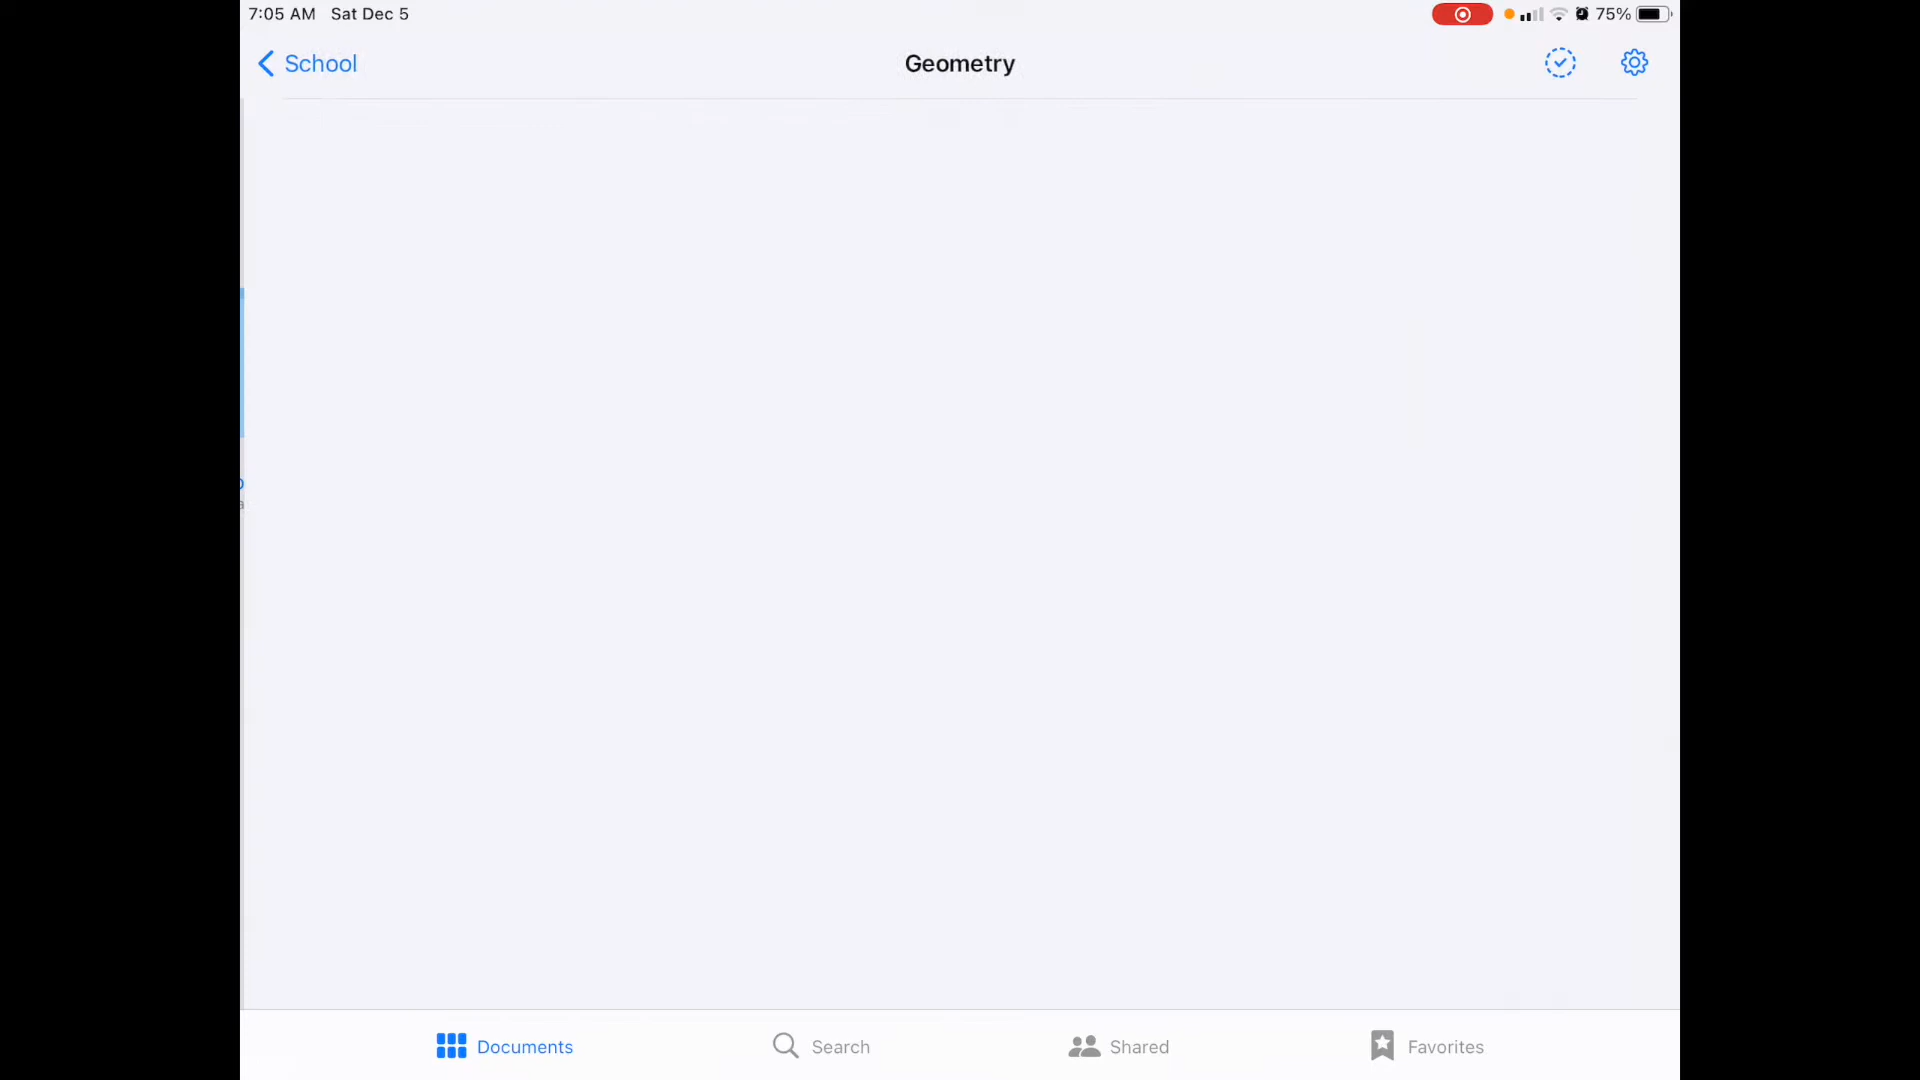 7:05 AM Sat Dec 5
75%
School
Geometry
Documents
Search
Shared
Favorites